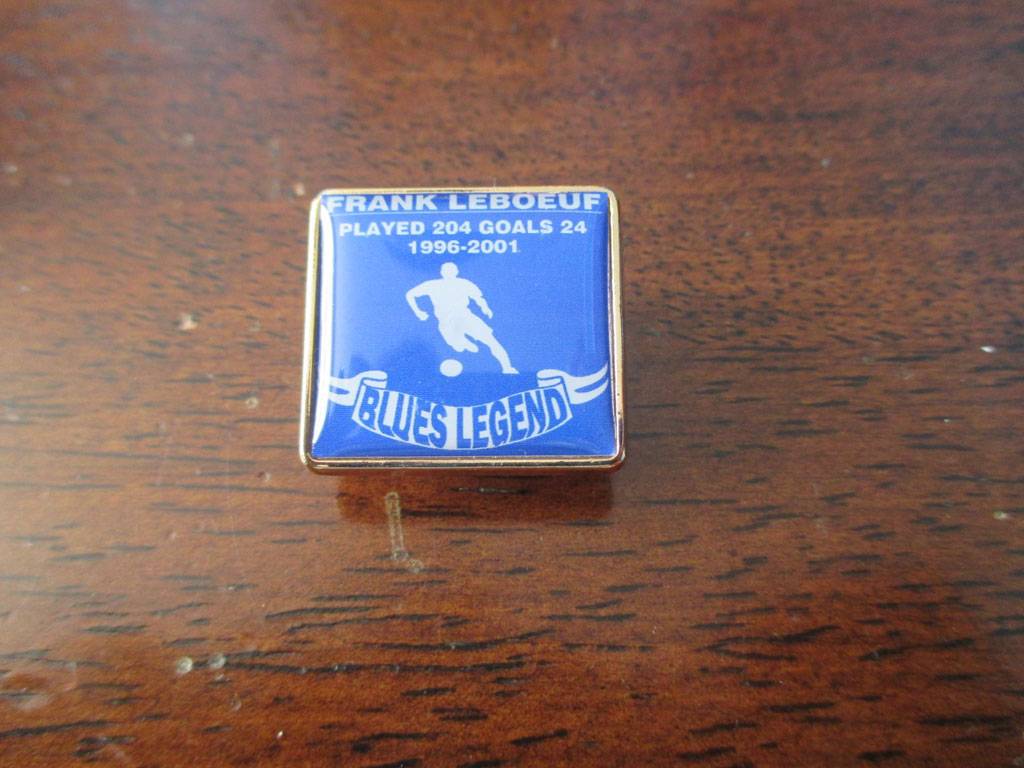 FRANK LEBOEUF
PLAYED 204 GOALS 24
1996-2001
BLUES LEGEND